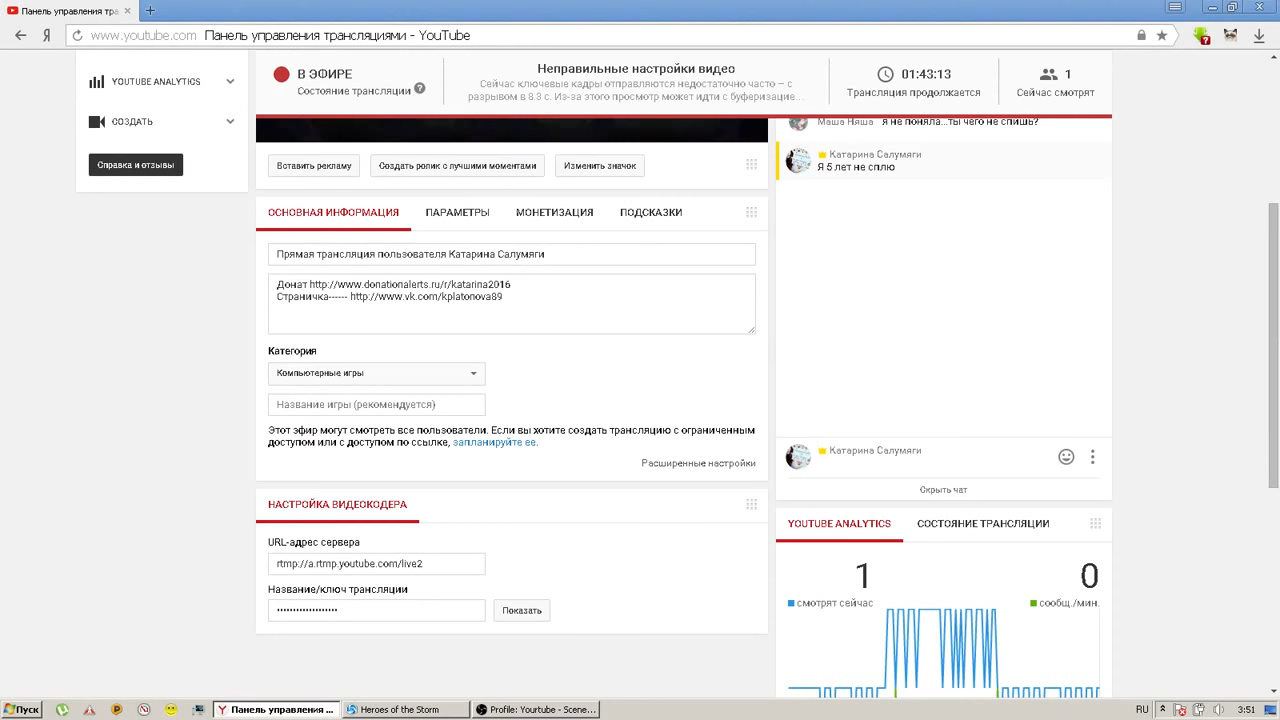 Панель управления тра
www.youtube.com Панель управления трансляциями - YouTube
YOUTUBE ANALYTICS
СОЗДАТЬ
Справка и отзывы
В ЭФИРЕ
Состояние трансляции ?
Неправильные настройки видео
Сейчас ключевые кадры отправляются недостаточно часто – с
разрывом в 8.3 с. Из-за этого просмотр может идти с буферизацие...
01:43:13
Трансляция продолжается
1
Сейчас смотрят
Вставить рекламу
Создать ролик с лучшими моментами
Изменить значок
ОСНОВНАЯ ИНФОРМАЦИЯ
ПАРАМЕТРЫ
МОНЕТИЗАЦИЯ
ПОДСКАЗКИ
Прямая трансляция пользователя Катарина Салумяги
Донат http://www.donationalerts.ru/r/katarina2016
Страничка------ http://www.vk.com/kplatonova89
Категория
Компьютерные игры
Название игры (рекомендуется)
Этот эфир могут смотреть все пользователи. Если вы хотите создать трансляцию с ограниченным
доступом или с доступом по ссылке, запланируйте ее.
Расширенные настройки
НАСТРОЙКА ВИДЕОКОДЕРА
URL-адрес сервера
rtmp://a.rtmp.youtube.com/live2
Название/ключ трансляции
Показать
Маша Няша я не поняла...ты чего не спишь?
Катарина Салумяги
Я 5 лет не сплю
Катарина Салумяги
Скрыть чат
YOUTUBE ANALYTICS
СОСТОЯНИЕ ТРАНСЛЯЦИИ
1
смотрят сейчас
0
сообщ./мин.
Пуск
Панель управления ...
Heroes of the Storm
Profile: Yourtube - Scene...
RU
3:51